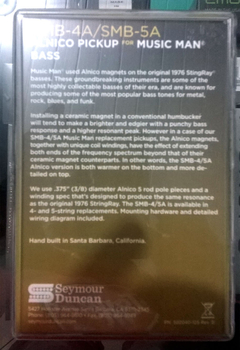 SMB-4A/SMB-5A
ALNICO PICKUP FOR MUSIC MAN®
BASS
Music Man® used Alnico magnets on the original 1976 StingRay®
basses. These groundbreaking instruments are some of the
most highly collectable basses of their era, and are known for
producing some of the most popular bass tones for metal,
rock, blues, and funk.
Installing a ceramic magnet in a conventional humbucker
will tend to make a brighter and edgier with a punchy bass
response and a higher resonant peak. However in a case of our
SMB-4/5A Music Man replacement pickups, the Alnico magnets,
together with unique coil windings, have the effect of extending
both ends of the frequency spectrum beyond that of their
ceramic magnet counterparts. In other words, the SMB-4/5A
Alnico version is both warmer on the bottom and more de-
tailed on top.
We use .375" (3/8) diameter Alnico 5 rod pole pieces and a
winding spec that's designed to produce the same resonance
as the original 1976 StingRay. The SMB-4/5A is available in
4- and 5-string replacements. Mounting hardware and detailed
wiring diagram included.
Hand built in Santa Barbara, California.
Seymour
Duncan